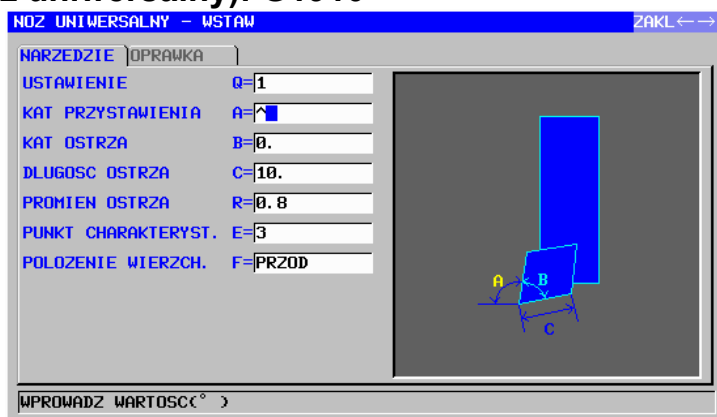 NOZ UNIWERSALNY - WSTAW ZAKL←→
NARZEDZIE OPRAWKA
USTAWIENIE Q=1
KAT PRZYSTAWIENIA A=^
KAT OSTRZA B=0.
DLUGOSC OSTRZA C=10.
PROMIEN OSTRZA R=0.8
PUNKT CHARAKTERYST. E=3
POLOZENIE WIERZCH. F=PRZOD
A B
C
WPROWADZ WARTOSC(° )